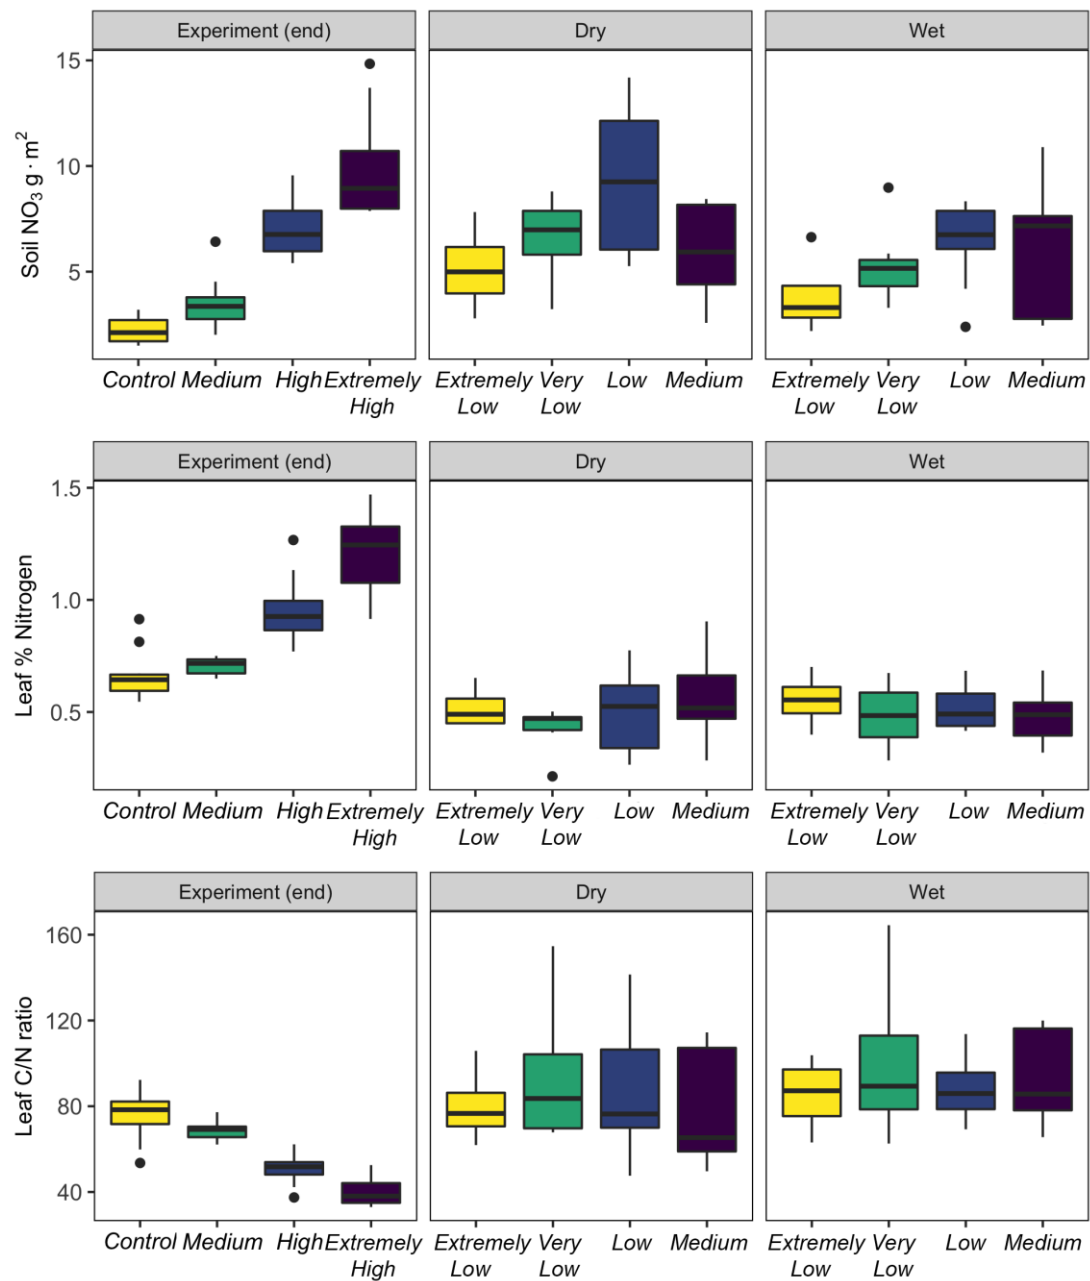 Experiment (end) Dry Wet
Soil NO3 g · m2
15
10
5
Control Medium High Extremely High
Extremely Low Very Low Low Medium
Extremely Low Very Low Low Medium
Experiment (end) Dry Wet
Leaf % Nitrogen
1.5
1.0
0.5
Control Medium High Extremely High
Extremely Low Very Low Low Medium
Extremely Low Very Low Low Medium
Experiment (end) Dry Wet
Leaf C/N ratio
160
120
80
40
Control Medium High Extremely High
Extremely Low Very Low Low Medium
Extremely Low Very Low Low Medium